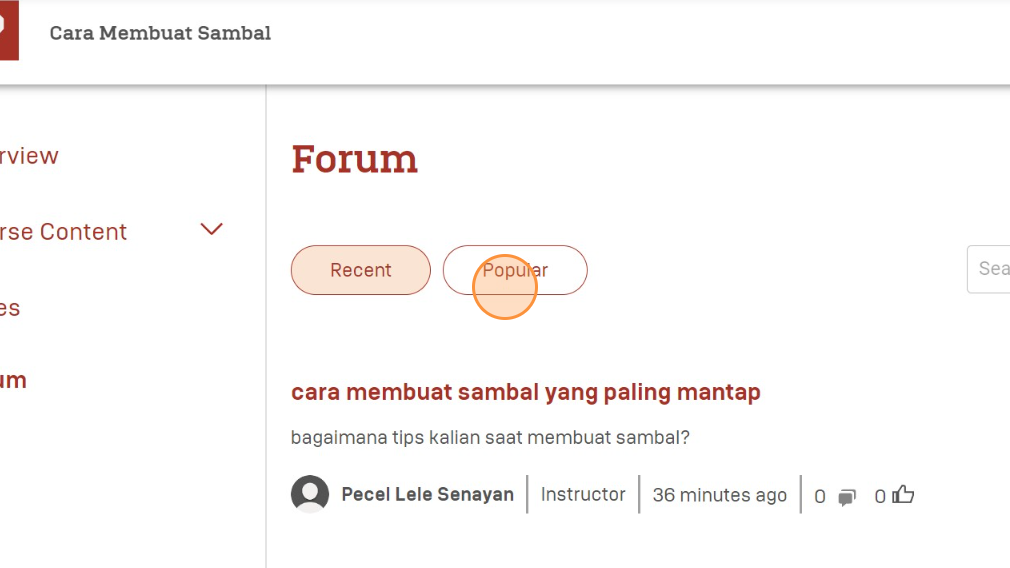 Cara Membuat Sambal
rview
rse Content
es
um
Forum
Recent
Popular
Sea
cara membuat sambal yang paling mantap
bagaimana tips kalian saat membuat sambal?
Pecel Lele Senayan Instructor 36 minutes ago 0 0